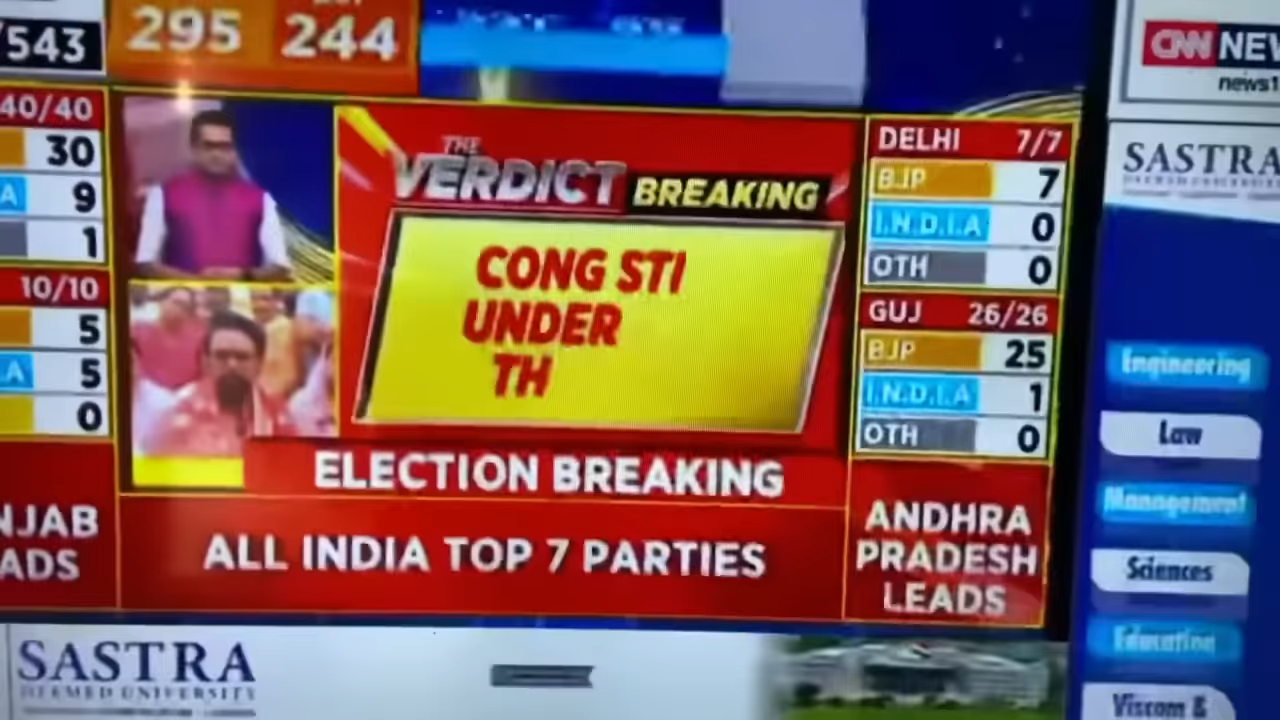 /543
295
244
CNN NEW
news1
40/40
30
A 9
1
10/10
5
A 5
0
NJAB
ADS
THE
VERDICT BREAKING
CONG STI
UNDER
TH
ELECTION BREAKING
ALL INDIA TOP 7 PARTIES
DELHI 7/7
BJP 7
I.N.D.I.A 0
OTH 0
GUJ 26/26
BJP 25
I.N.D.I.A 1
OTH 0
ANDHRA
PRADESH
LEADS
SASTRA
Engineering
Law
Management
Sciences
Education
Viscom &
SASTRA
DEEMED UNIVERSITY